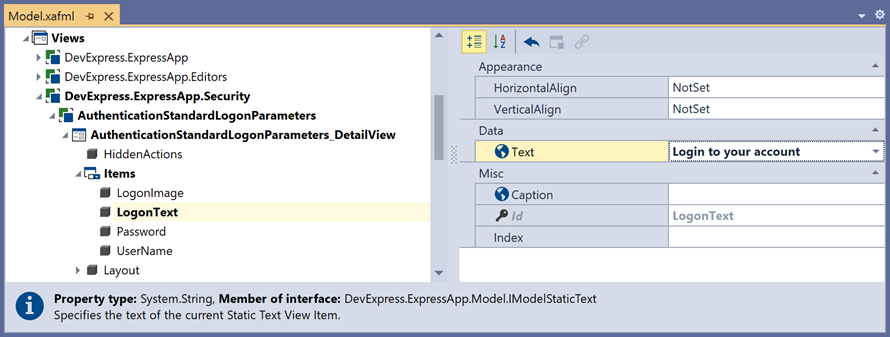 Model.xafml
Views
DevExpress.ExpressApp
DevExpress.ExpressApp.Editors
DevExpress.ExpressApp.Security
AuthenticationStandardLogonParameters
AuthenticationStandardLogonParameters_DetailView
HiddenActions
Items
LogonImage
LogonText
Password
UserName
Layout
A
Z
Appearance
HorizontalAlign NotSet
VerticalAlign NotSet
Data
Text Login to your account
Misc
Caption
Id LogonText
Index
Property type: System.String, Member of interface: DevExpress.ExpressApp.Model.IModelStaticText
Specifies the text of the current Static Text View Item.